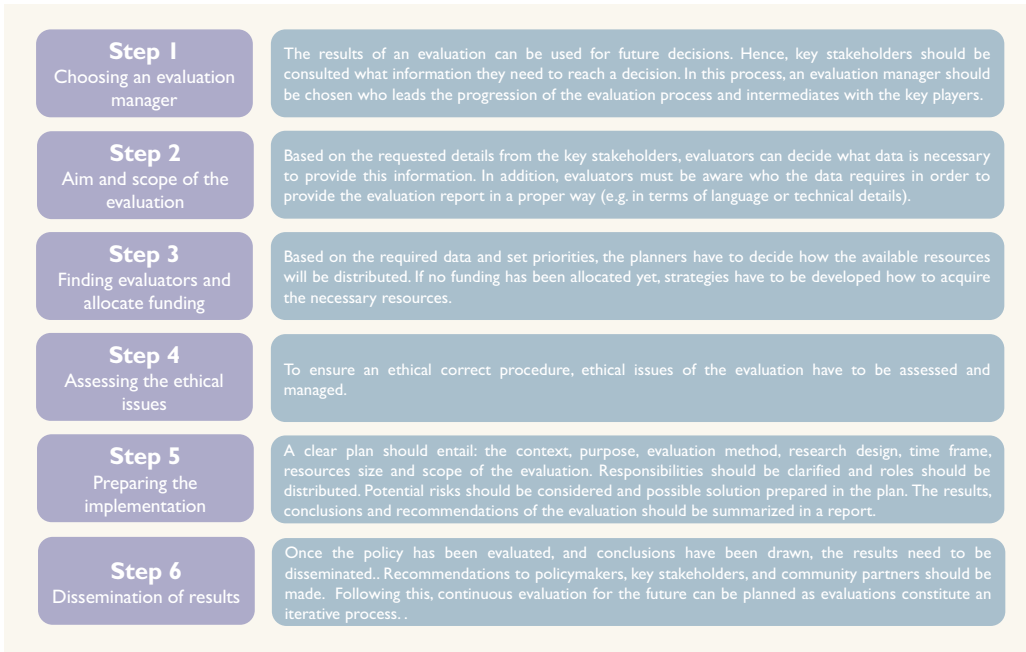 Step 1
Choosing an evaluation
manager
The results of an evaluation can be used for future decisions. Hence, key stakeholders should be
consulted what information they need to reach a decision. In this process, an evaluation manager should
be chosen who leads the progression of the evaluation process and intermediates with the key players.
Step 2
Aim and scope of the
evaluation
Based on the requested details from the key stakeholders, evaluators can decide what data is necessary
to provide this information. In addition, evaluators must be aware who the data requires in order to
provide the evaluation report in a proper way (e.g. in terms of language or technical details).
Step 3
Finding evaluators and
allocate funding
Based on the required data and set priorities, the planners have to decide how the available resources
will be distributed. If no funding has been allocated yet, strategies have to be developed how to acquire
the necessary resources.
Step 4
Assessing the ethical
issues
To ensure an ethical correct procedure, ethical issues of the evaluation have to be assessed and
managed.
Step 5
Preparing the
implementation
A clear plan should entail: the context, purpose, evaluation method, research design, time frame,
resources size and scope of the evaluation. Responsibilities should be clarified and roles should be
distributed. Potential risks should be considered and possible solution prepared in the plan. The results,
conclusions and recommendations of the evaluation should be summarized in a report.
Step 6
Dissemination of results
Once the policy has been evaluated, and conclusions have been drawn, the results need to be
disseminated.. Recommendations to policymakers, key stakeholders, and community partners should be
made. Following this, continuous evaluation for the future can be planned as evaluations constitute an
iterative process. .